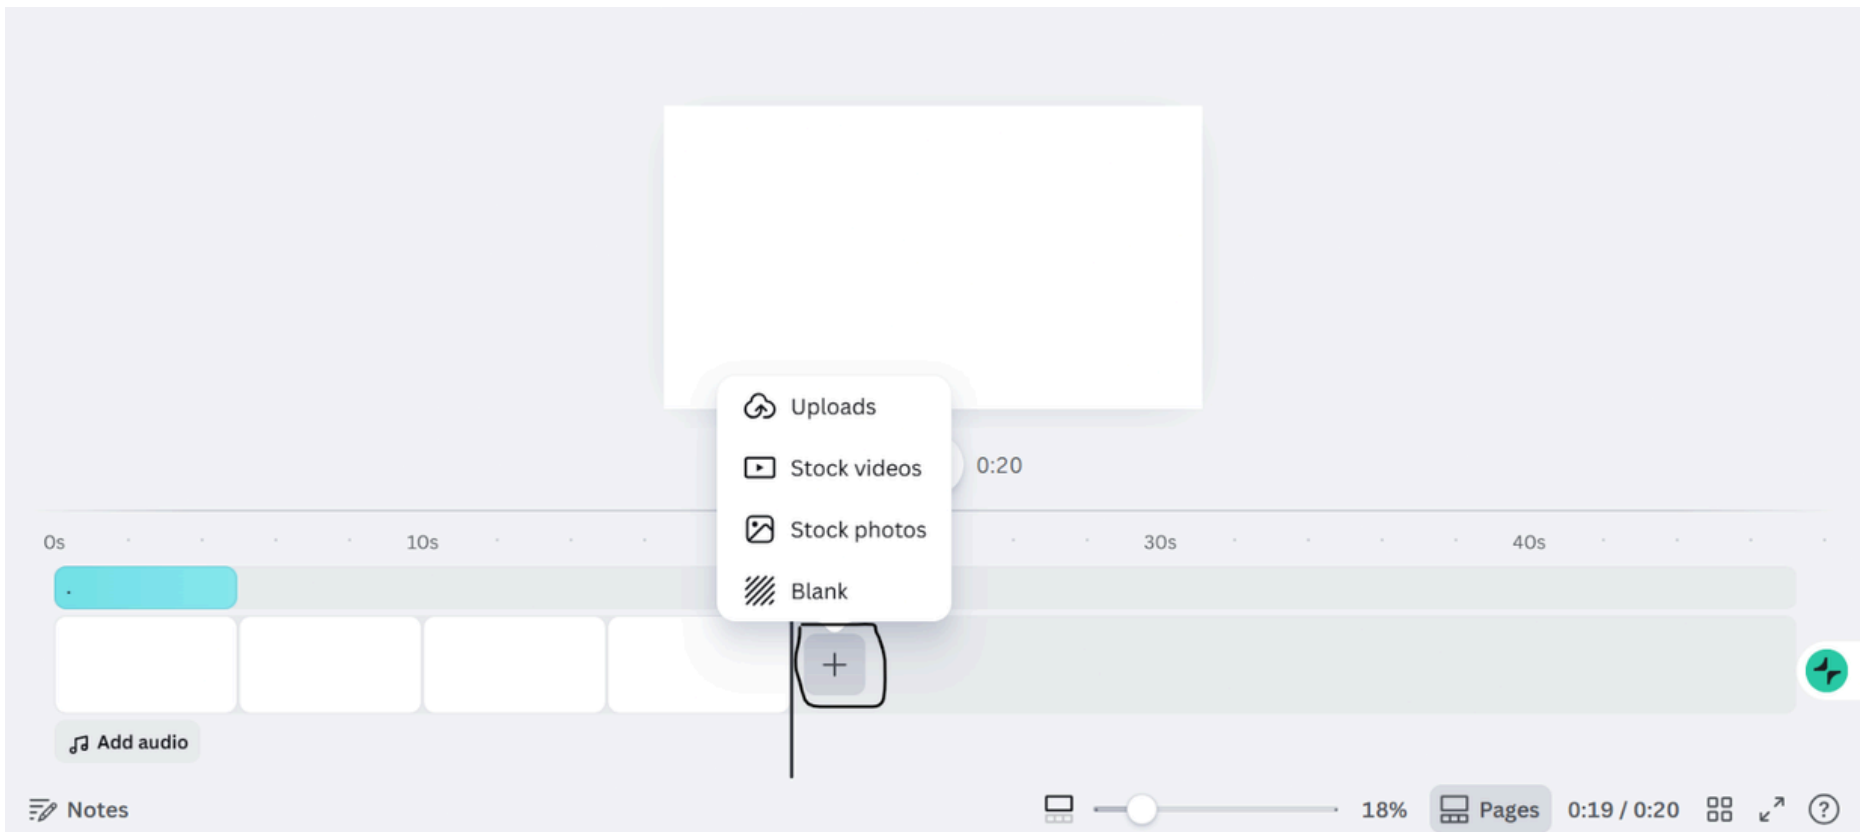 Uploads
Stock videos
0:20
Stock photos
Blank
0s
10s
30s
40s
.
+
Add audio
Notes
18%
Pages
0:19 / 0:20
?